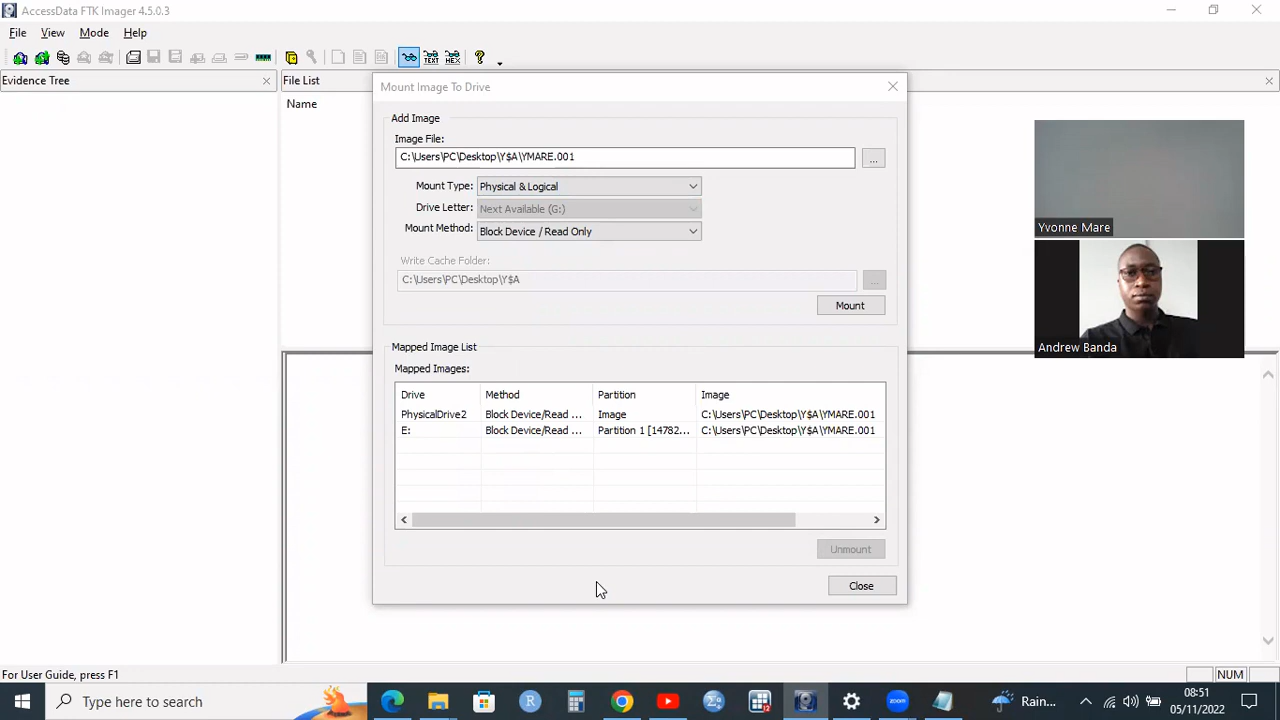 AccessData FTK Imager 4.5.0.3
File View Mode Help
TEXT HEX
Evidence Tree
File List
Name
Mount Image To Drive
Add Image
Image File:
C:\Users\PC\Desktop\Y$A\YMARE.001
...
Mount Type: Physical & Logical
Drive Letter: Next Available (G:)
Mount Method: Block Device / Read Only
Write Cache Folder:
C:\Users\PC\Desktop\Y$A
...
Mount
Mapped Image List
Mapped Images:
Drive Method Partition Image
PhysicalDrive2 Block Device/Read ... Image C:\Users\PC\Desktop\Y$A\YMARE.001
E: Block Device/Read ... Partition 1 [14782... C:\Users\PC\Desktop\Y$A\YMARE.001
Unmount
Close
Yvonne Mare
Andrew Banda
For User Guide, press F1
NUM
Type here to search
zoom
Rain...
08:51
05/11/2022